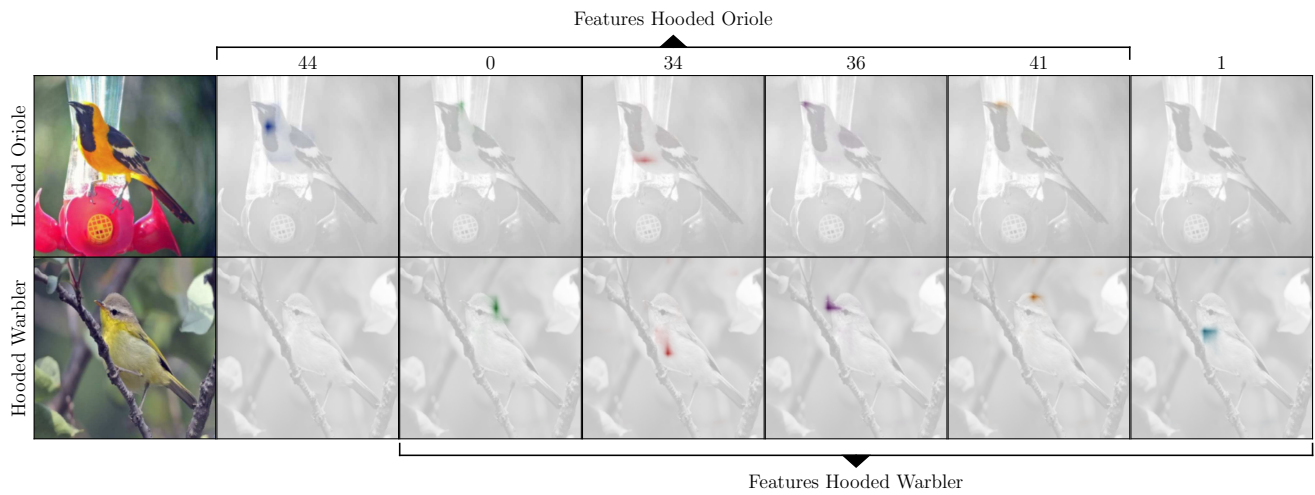 Features Hooded Oriole
44 0 34 36 41 1
Hooded Oriole
Hooded Warbler
Features Hooded Warbler